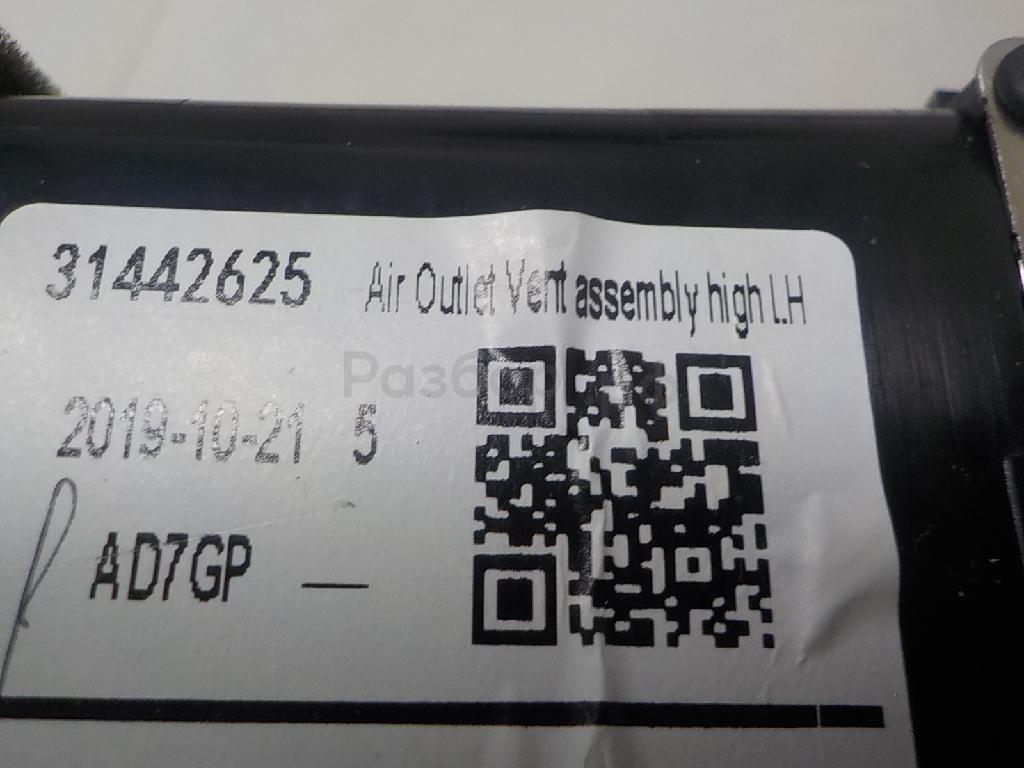 31442625 Air Outlet Vent assembly high LH
2019-10-21 5
AD7GP —